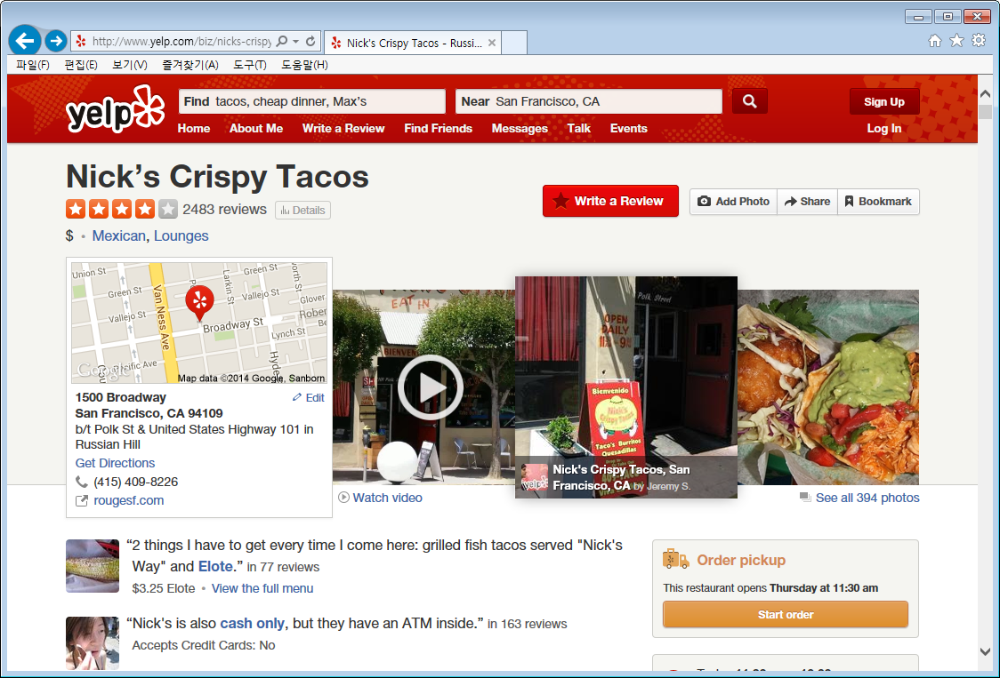 http://www.yelp.com/biz/nicks-crispy
Nick's Crispy Tacos - Russi...
파일(F) 편집(E) 보기(V) 즐겨찾기(A) 도구(T) 도움말(H)
yelp
Find tacos, cheap dinner, Max's
Near San Francisco, CA
Sign Up
Home About Me Write a Review Find Friends Messages Talk Events
Log In
Nick's Crispy Tacos
2483 reviews Details
Write a Review
Add Photo Share Bookmark
$ • Mexican, Lounges
Union St
Green St
Green St
Vallejo St
Vallejo St
Van Ness Ave
Larkin St
Glover
Broadway St
Lynch St
Hyde
Pacific Ave
Google
Map data ©2014 Google, Sanborn
1500 Broadway
Edit
San Francisco, CA 94109
b/t Polk St & United States Highway 101 in
Russian Hill
Get Directions
(415) 409-8226
rougesf.com
EAT IN
BIENVENI
Watch video
Polk Street
OPEN
DAILY
Bienvenido
Nick's
Crispy Tacos
Taco's Burritos
Quesadillas
yelp
Nick's Crispy Tacos, San
Francisco, CA by Jeremy S.
See all 394 photos
“2 things I have to get every time I come here: grilled fish tacos served "Nick's
Way" and Elote.” in 77 reviews
$3.25 Elote • View the full menu
“Nick's is also cash only, but they have an ATM inside.” in 163 reviews
Accepts Credit Cards: No
Order pickup
This restaurant opens Thursday at 11:30 am
Start order